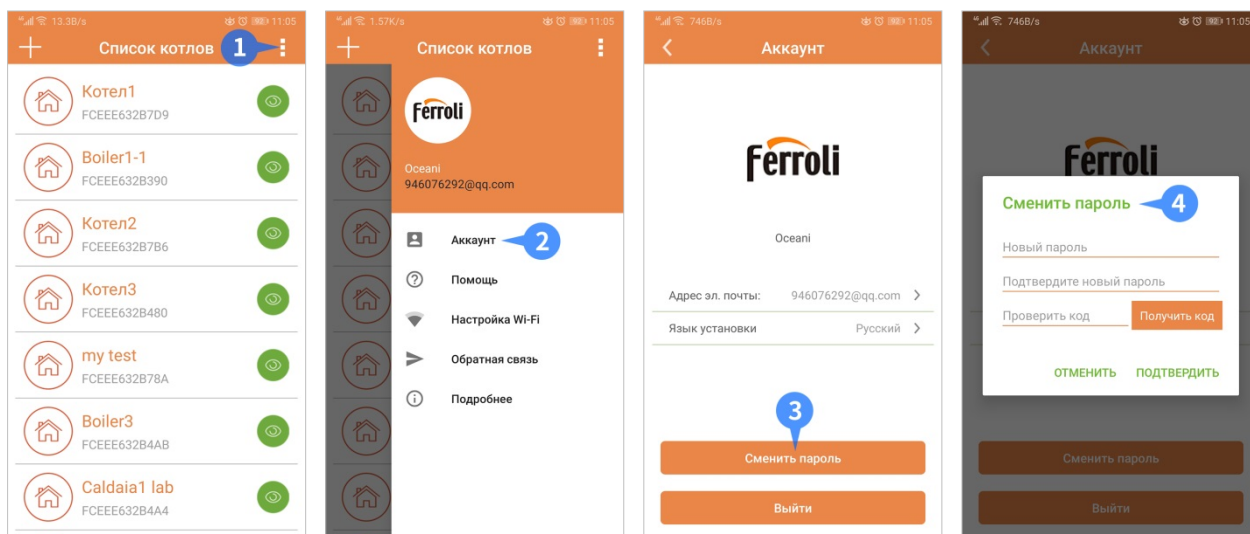 13.3B/s 92 11:05
Список котлов 1
Котел1
FCEEE632B7D9
Boiler1-1
FCEEE632B390
Котел2
FCEEE632B7B6
Котел3
FCEEE632B480
my test
FCEEE632B78A
Boiler3
FCEEE632B4AB
Caldaia1 lab
FCEEE632B4A4
1.57K/s 92 11:05
Список котлов
Ferroli
Oceani
946076292@qq.com
Аккаунт 2
Помощь
Настройка Wi-Fi
Обратная связь
Подробнее
746B/s 92 11:05
Аккаунт
Ferroli
Oceani
Адрес эл. почты: 946076292@qq.com
Язык установки Русский
3
Сменить пароль
Выйти
746B/s 92 11:05
Аккаунт
Ferroli
Сменить пароль 4
Новый пароль
Подтвердите новый пароль
Проверить код Получить код
ОТМЕНИТЬ ПОДТВЕРДИТЬ
Сменить пароль
Выйти